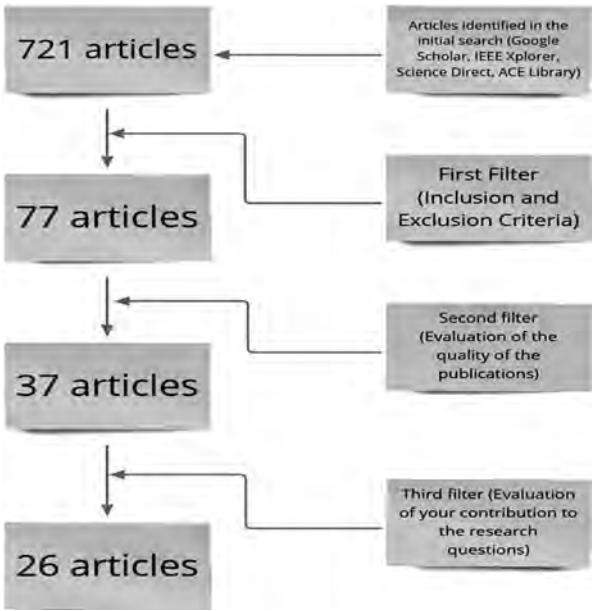 721 articles
Articles identified in the
initial search (Google
Scholar, IEEE Xplorer,
Science Direct, ACE Library)
First Filter
(Inclusion and
Exclusion Criteria)
77 articles
Second filter
(Evaluation of the
quality of the
publications)
37 articles
Third filter (Evaluation
of your contribution to
the research
questions)
26 articles